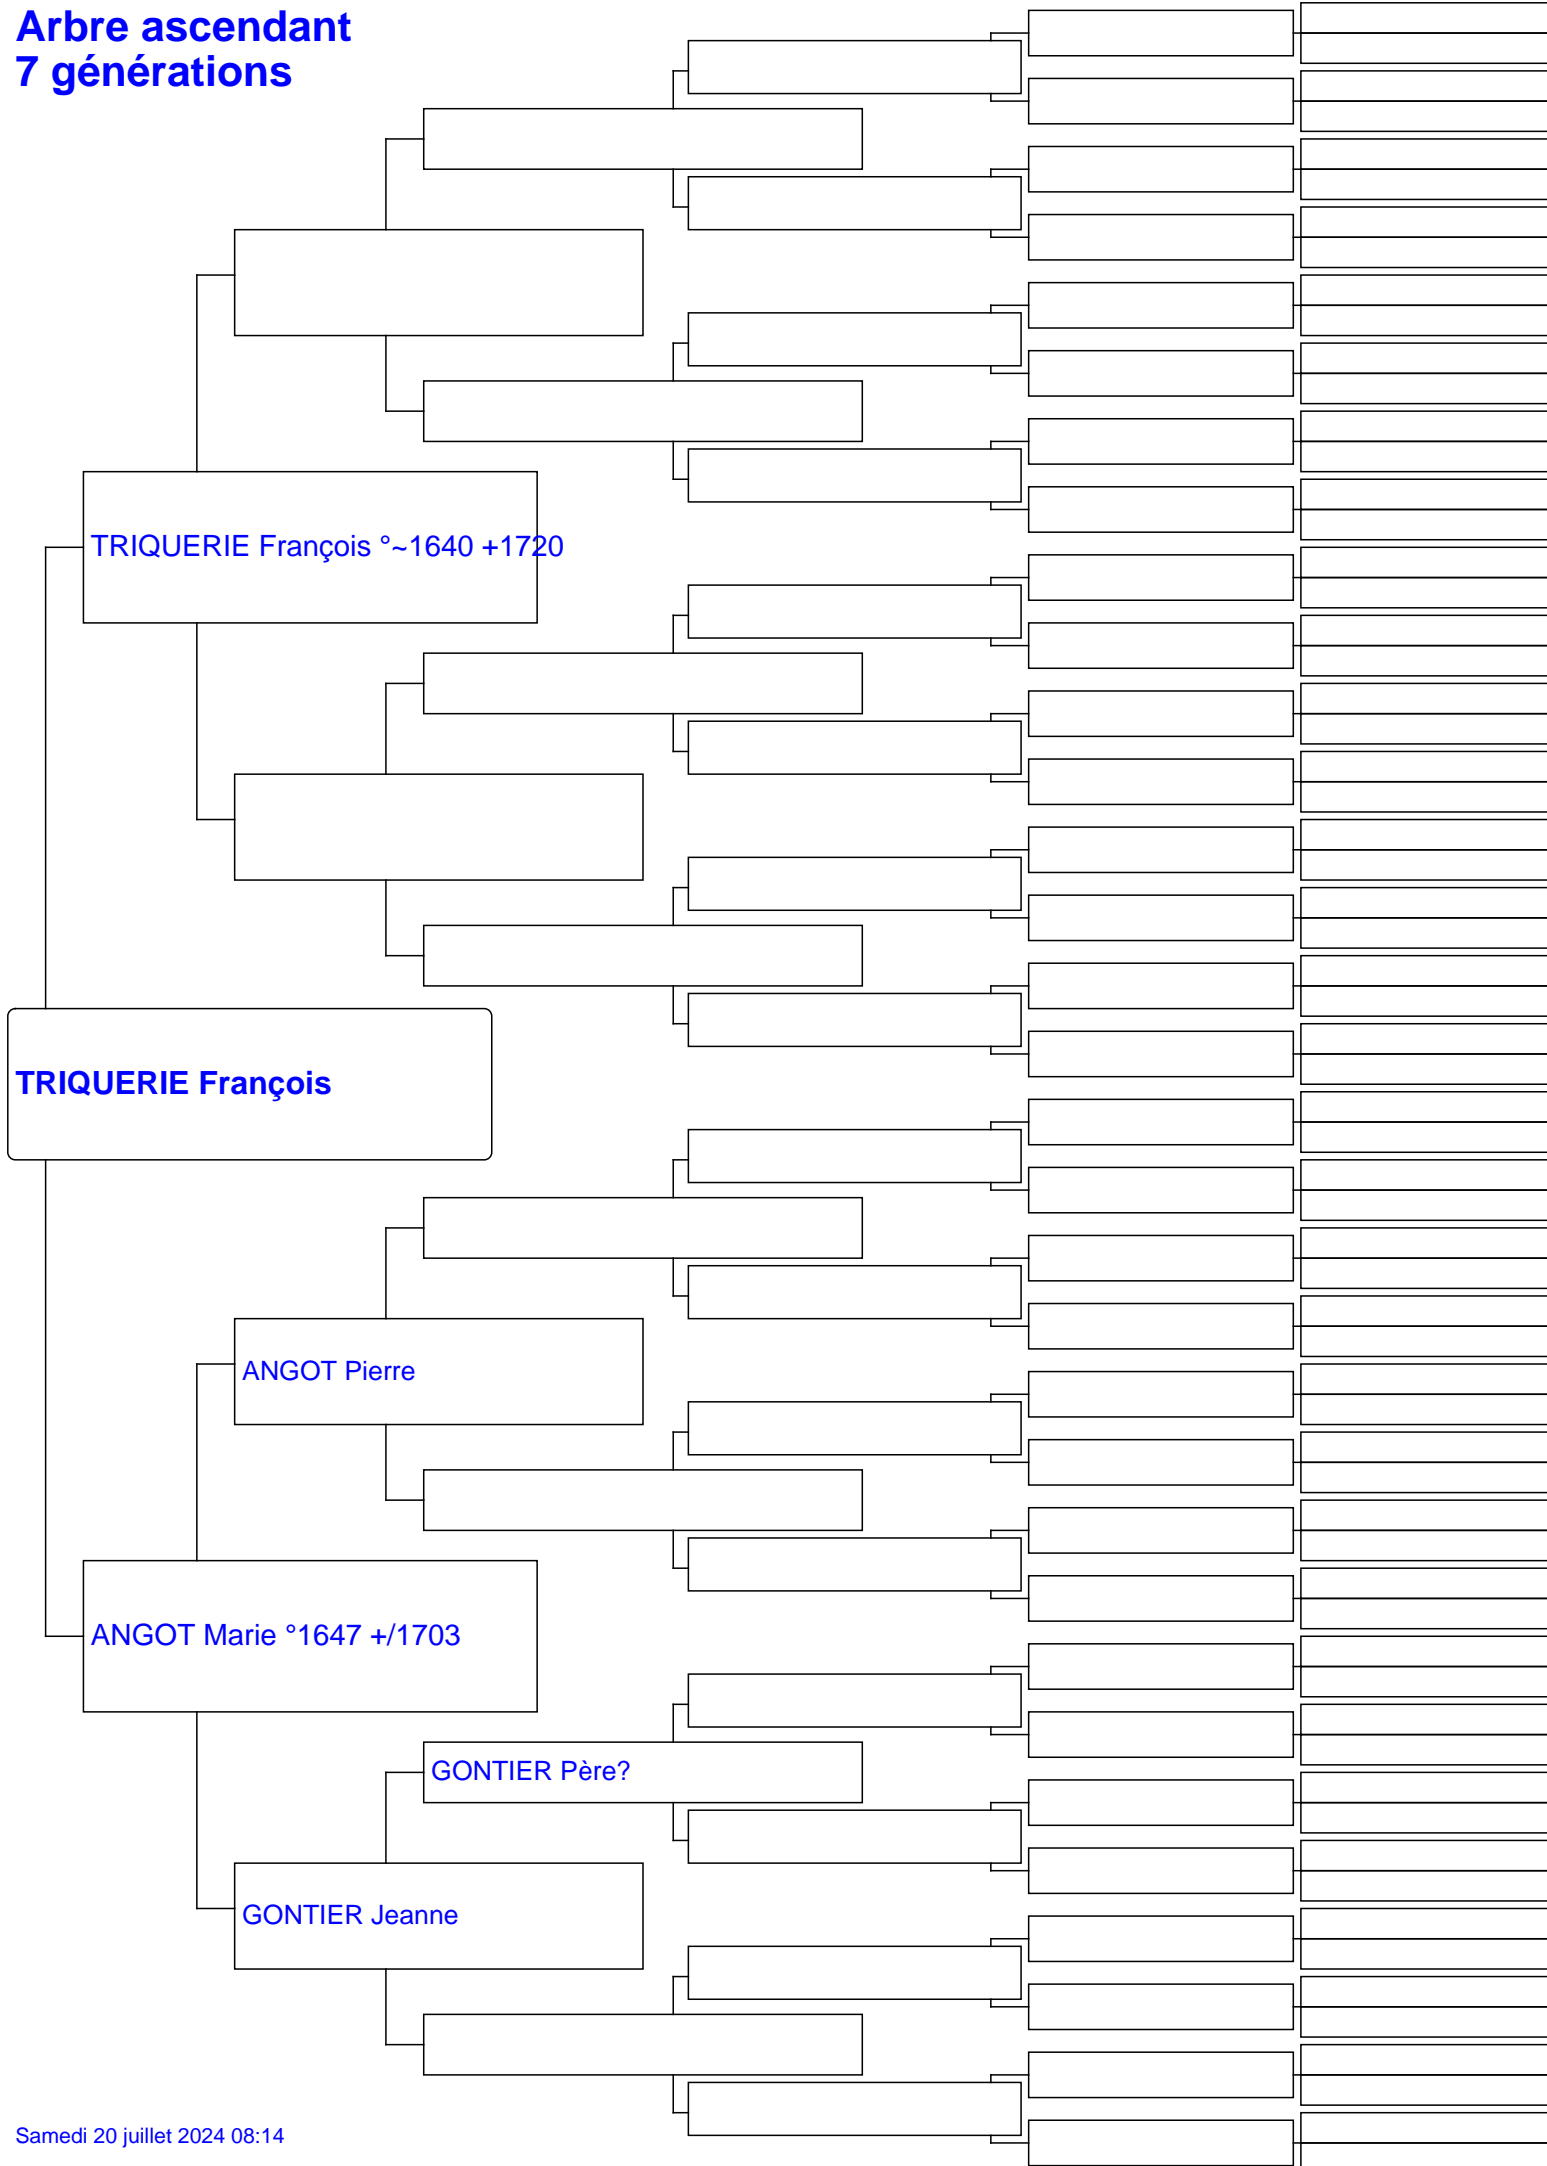 Arbre ascendant
7 générations
TRIQUERIE François °~1640 +1720
TRIQUERIE François
ANGOT Pierre
ANGOT Marie °1647 +/1703
GONTIER Père?
GONTIER Jeanne
Samedi 20 juillet 2024 08:14